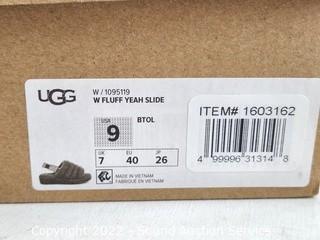 UGG
W / 1095119
W FLUFF YEAH SLIDE
USA
9
BTOL
UK EU JP
7 40 26
MADE IN VIETNAM
FABRIQUÉ EN VIETNAM
ITEM# 1603162
4 99996 31314 8
Copyright 2022 - Sound Auction Service